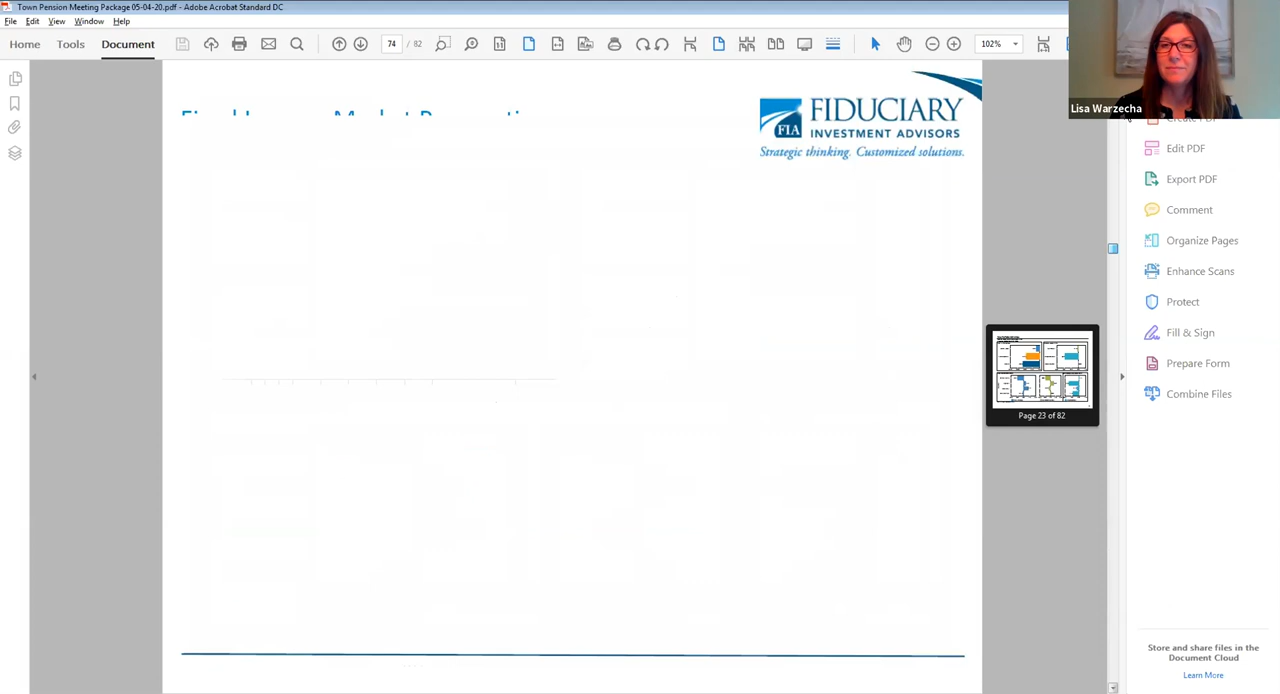 Town Pension Meeting Package 05-04-20.pdf - Adobe Acrobat Standard DC
File Edit View Window Help
Home Tools Document 74 / 82 102%
Lisa Warzecha
FIDUCIARY
INVESTMENT ADVISORS
FIA
Strategic thinking. Customized solutions.
Create PDF
Edit PDF
Export PDF
Comment
Organize Pages
Enhance Scans
Protect
Fill & Sign
Prepare Form
Combine Files
Page 23 of 82
Store and share files in the
Document Cloud
Learn More